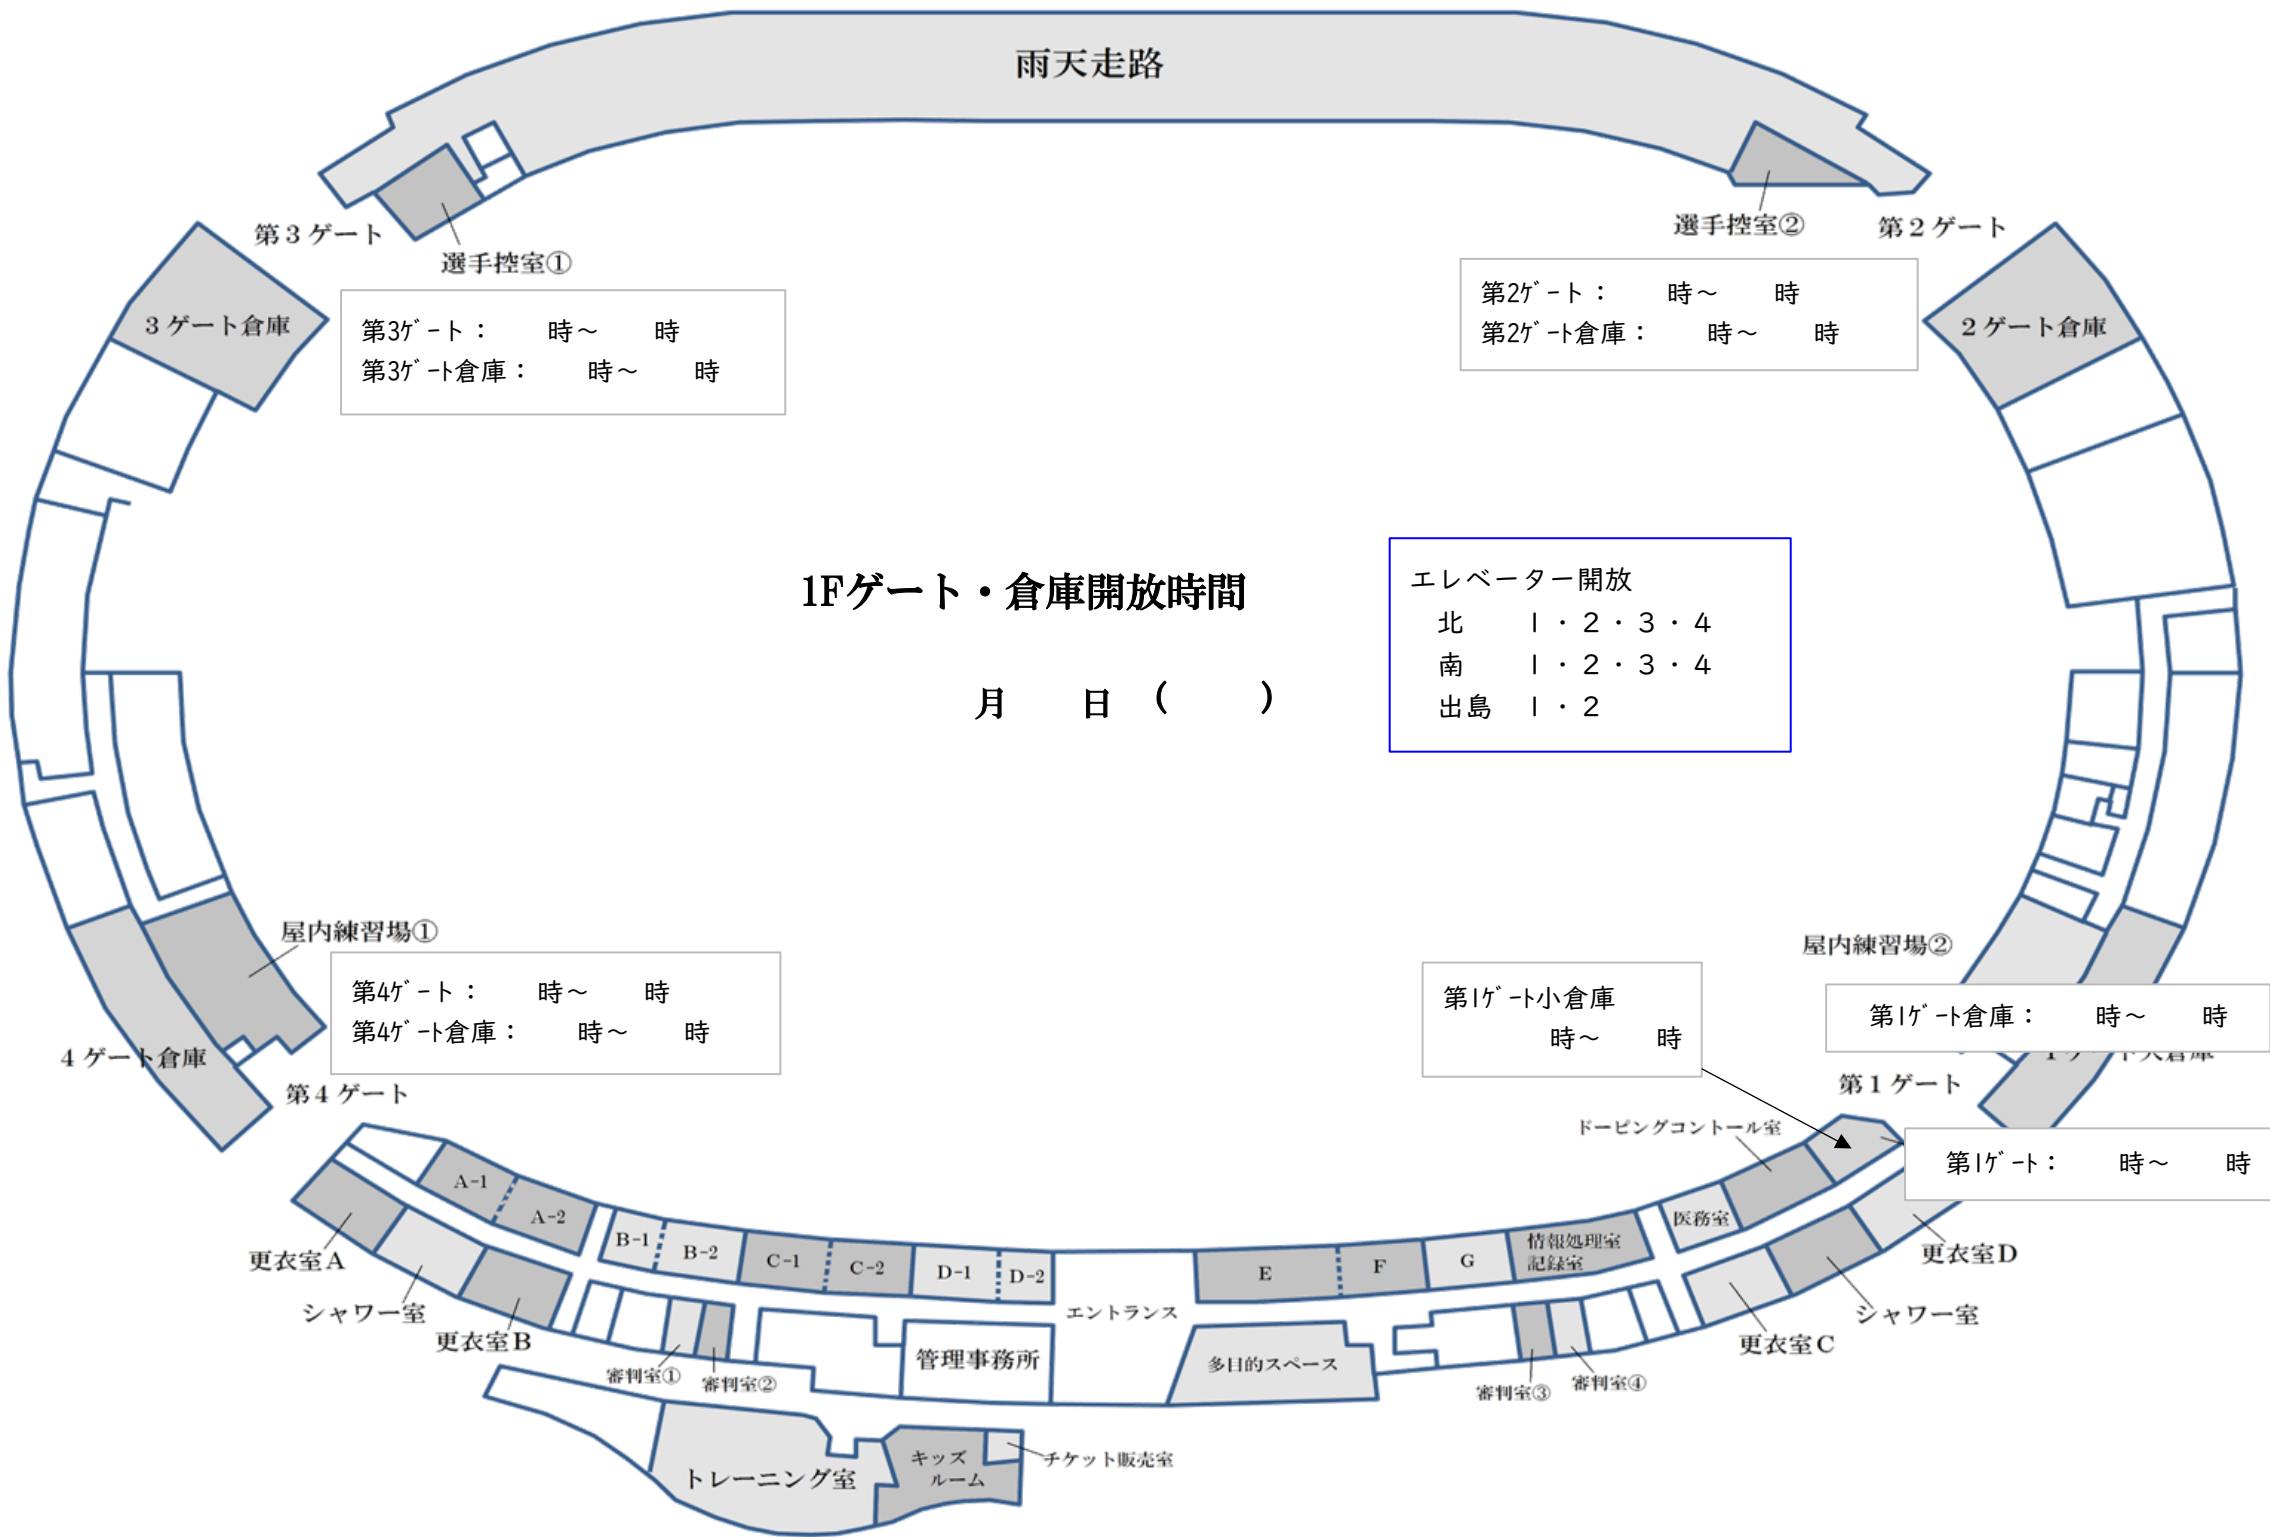 雨天走路
選手控室②
第2ゲート
第3ゲート
選手控室①
第2ｹﾞｰﾄ：　　時～　　時
第2ｹﾞｰﾄ倉庫：　　時～　　時
3ゲート倉庫
2ゲート倉庫
第3ｹﾞｰﾄ：　　時～　　時
第3ｹﾞｰﾄ倉庫：　　時～　　時
1Fゲート・倉庫開放時間
月　　日　（　　　）
エレベーター開放
北　　1・2・3・4
南　　1・2・3・4
出島　1・2
屋内練習場①
屋内練習場②
第4ｹﾞｰﾄ：　　時～　　時
第4ｹﾞｰﾄ倉庫：　　時～　　時
第1ｹﾞｰﾄ小倉庫
時～　　時
第1ｹﾞｰﾄ倉庫：　　時～　　時
4ゲート倉庫
第4ゲート
第1ゲート
ドーピングコントール室
第1ｹﾞｰﾄ：　　時～　　時
A-1
A-2
B-1
B-2
C-1
C-2
D-1
D-2
E
F
G
情報処理室
記録室
医務室
更衣室A
シャワー室
更衣室B
審判室①
審判室②
管理事務所
エントランス
多目的スペース
審判室③
審判室④
更衣室C
シャワー室
更衣室D
トレーニング室
キッズ
ルーム
チケット販売室